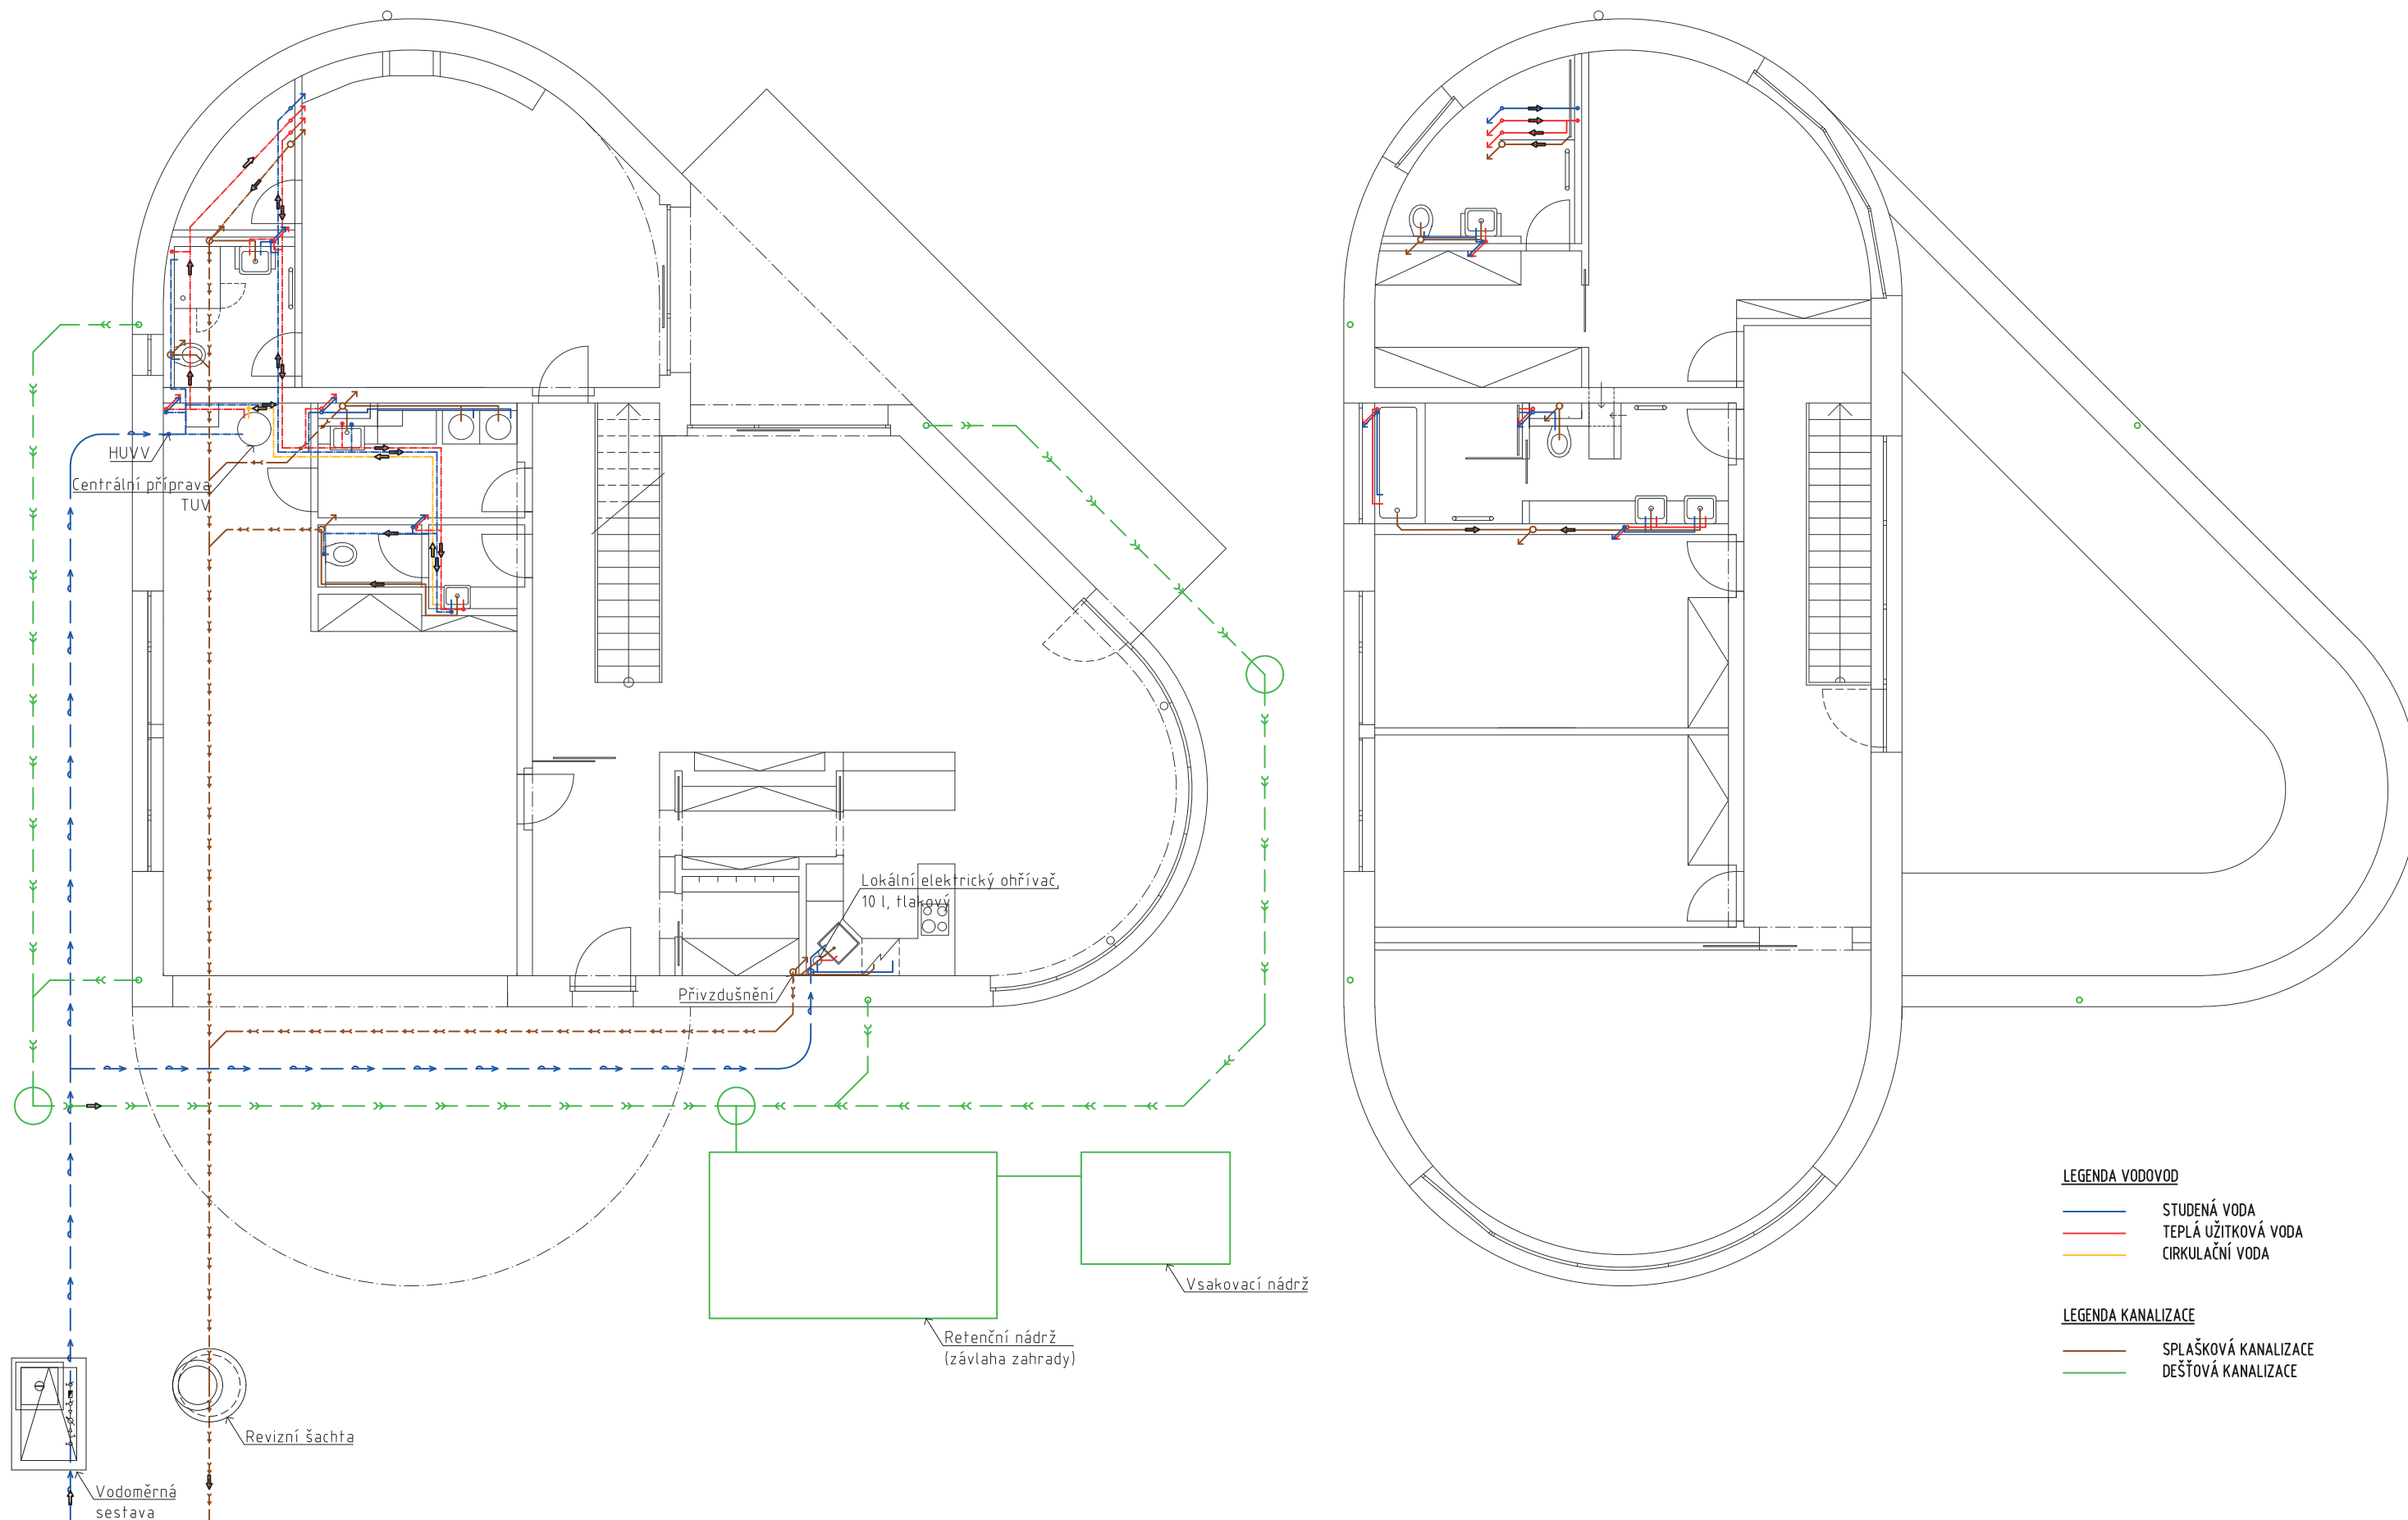 HUVV
Centrální příprava
TUV
Lokální elektrický ohřívač,
10 l, tlakový
Přivzdušnění
Vsakovací nádrž
Retenční nádrž
(závlaha zahrady)
Revizní šachta
Vodoměrná
sestava
LEGENDA VODOVOD
STUDENÁ VODA
TEPLÁ UŽITKOVÁ VODA
CIRKULAČNÍ VODA
LEGENDA KANALIZACE
SPLAŠKOVÁ KANALIZACE
DEŠŤOVÁ KANALIZACE